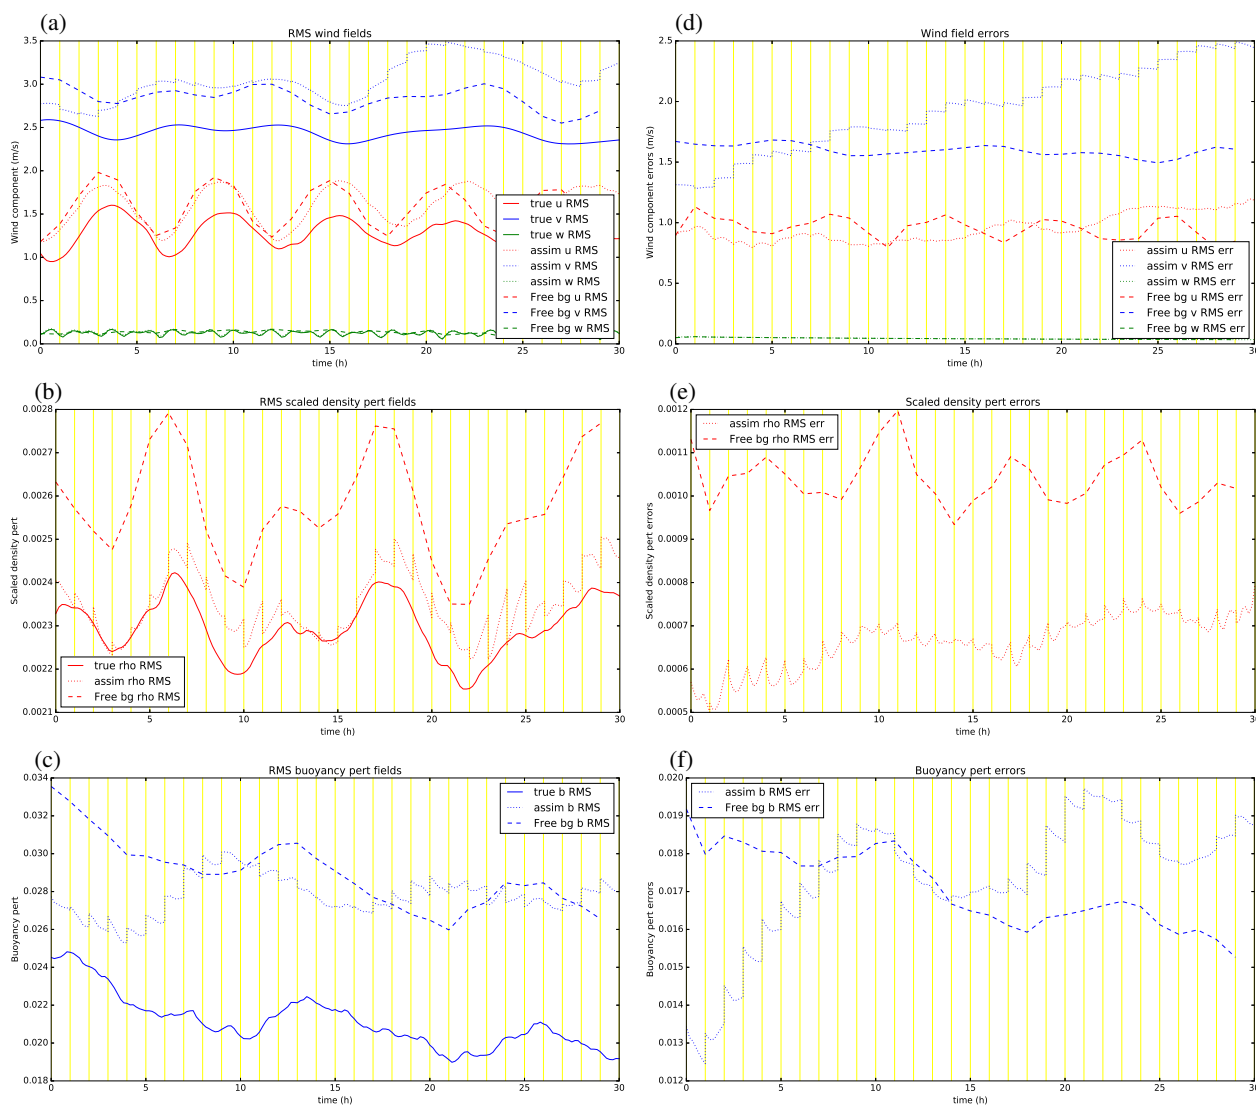 (a)
RMS wind fields
Wind component (m/s)
3.5
3.0
2.5
2.0
1.5
1.0
0.5
0.0
true u RMS
true v RMS
true w RMS
assim u RMS
assim v RMS
assim w RMS
Free bg u RMS
Free bg v RMS
Free bg w RMS
0 5 10 15 20 25 30
time (h)
(d)
Wind field errors
Wind component errors (m/s)
2.5
2.0
1.5
1.0
0.5
0.0
assim u RMS err
assim v RMS err
assim w RMS err
Free bg u RMS err
Free bg v RMS err
Free bg w RMS err
0 5 10 15 20 25 30
time (h)
(b)
RMS scaled density pert fields
Scaled density pert
0.0028
0.0027
0.0026
0.0025
0.0024
0.0023
0.0022
0.0021
true rho RMS
assim rho RMS
Free bg rho RMS
0 5 10 15 20 25 30
time (h)
(e)
Scaled density pert errors
Scaled density pert errors
0.0012
0.0011
0.0010
0.0009
0.0008
0.0007
0.0006
0.0005
assim rho RMS err
Free bg rho RMS err
0 5 10 15 20 25 30
time (h)
(c)
RMS buoyancy pert fields
Buoyancy pert
0.034
0.032
0.030
0.028
0.026
0.024
0.022
0.020
0.018
true b RMS
assim b RMS
Free bg b RMS
0 5 10 15 20 25 30
time (h)
(f)
Buoyancy pert errors
Buoyancy pert errors
0.020
0.019
0.018
0.017
0.016
0.015
0.014
0.013
0.012
assim b RMS err
Free bg b RMS err
0 5 10 15 20 25 30
time (h)